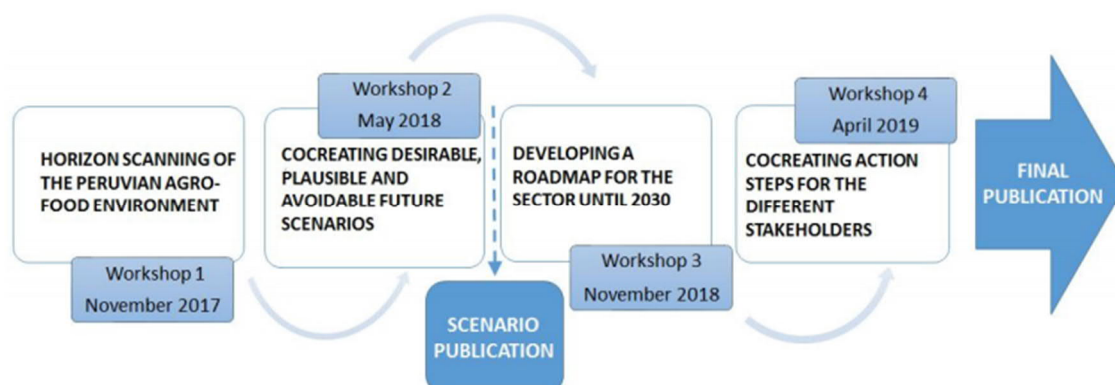 HORIZON SCANNING OF
THE PERUVIAN AGRO-
FOOD ENVIRONMENT
Workshop 1
November 2017
Workshop 2
May 2018
COCREATING DESIRABLE,
PLAUSIBLE AND
AVOIDABLE FUTURE
SCENARIOS
SCENARIO
PUBLICATION
DEVELOPING A
ROADMAP FOR THE
SECTOR UNTIL 2030
Workshop 3
November 2018
Workshop 4
April 2019
COCREATING ACTION
STEPS FOR THE
DIFFERENT
STAKEHOLDERS
FINAL
PUBLICATION